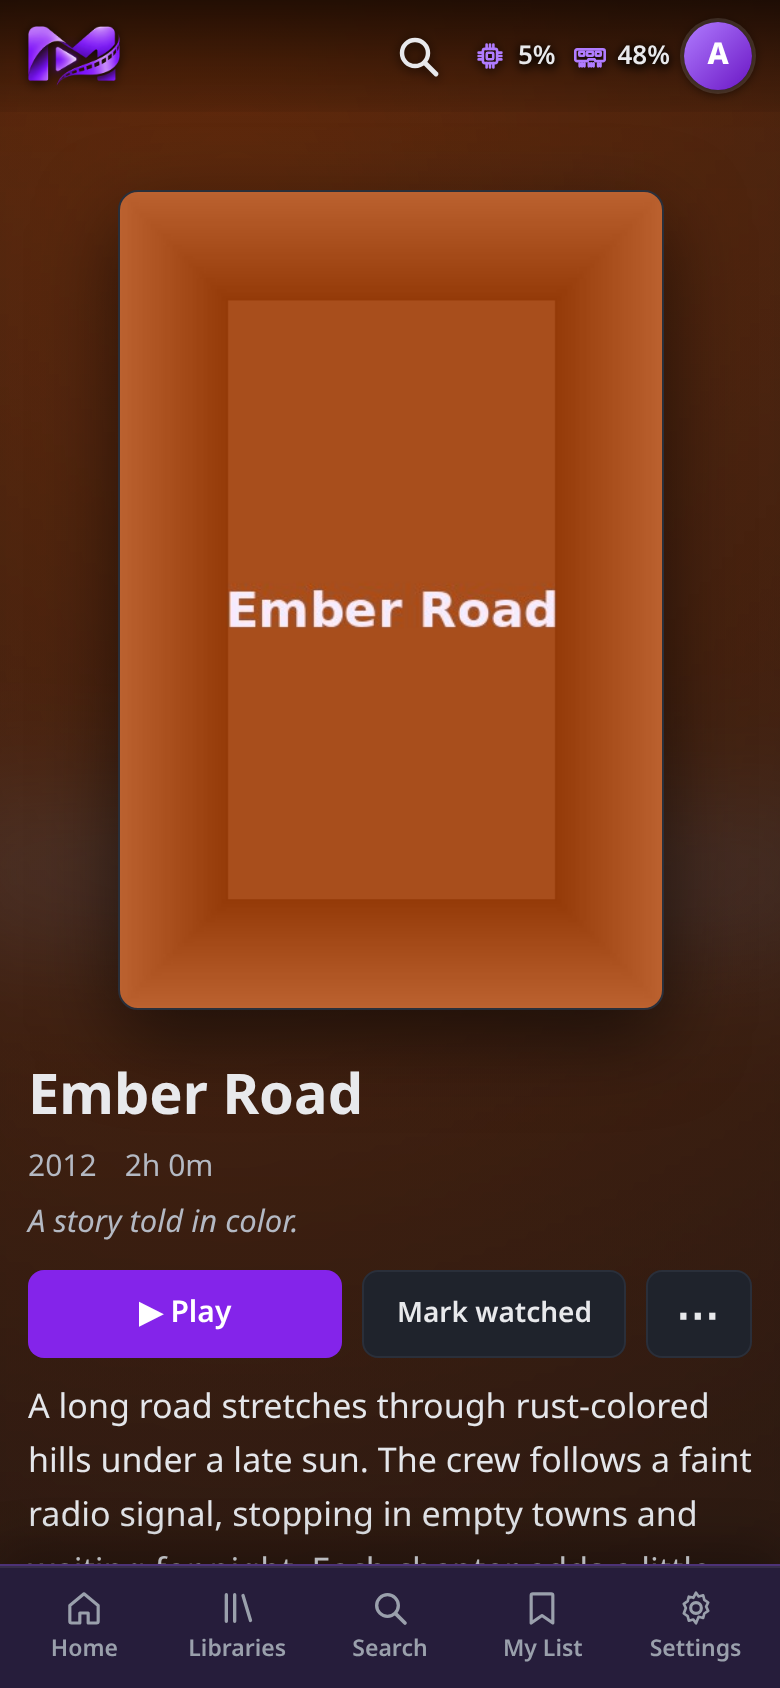 5% 48% A
Ember Road
Ember Road
2012 2h 0m
A story told in color.
▶ Play Mark watched ...
A long road stretches through rust-colored
hills under a late sun. The crew follows a faint
radio signal, stopping in empty towns and
Home Libraries Search My List Settings